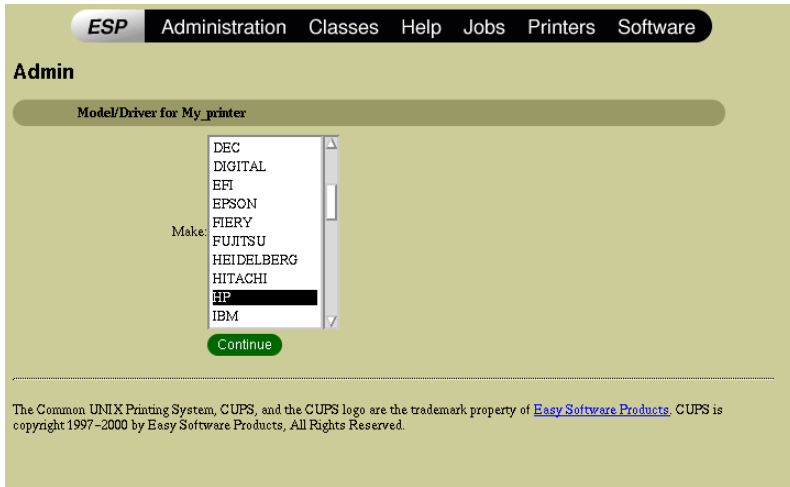 ESP Administration Classes Help Jobs Printers Software
Admin
Model/Driver for My_printer
DEC
DIGITAL
EFI
EPSON
Make: FIERY
FUJITSU
HEIDELBERG
HITACHI
HP
IBM
Continue
The Common UNIX Printing System, CUPS, and the CUPS logo are the trademark property of Easy Software Products. CUPS is
copyright 1997-2000 by Easy Software Products, All Rights Reserved.